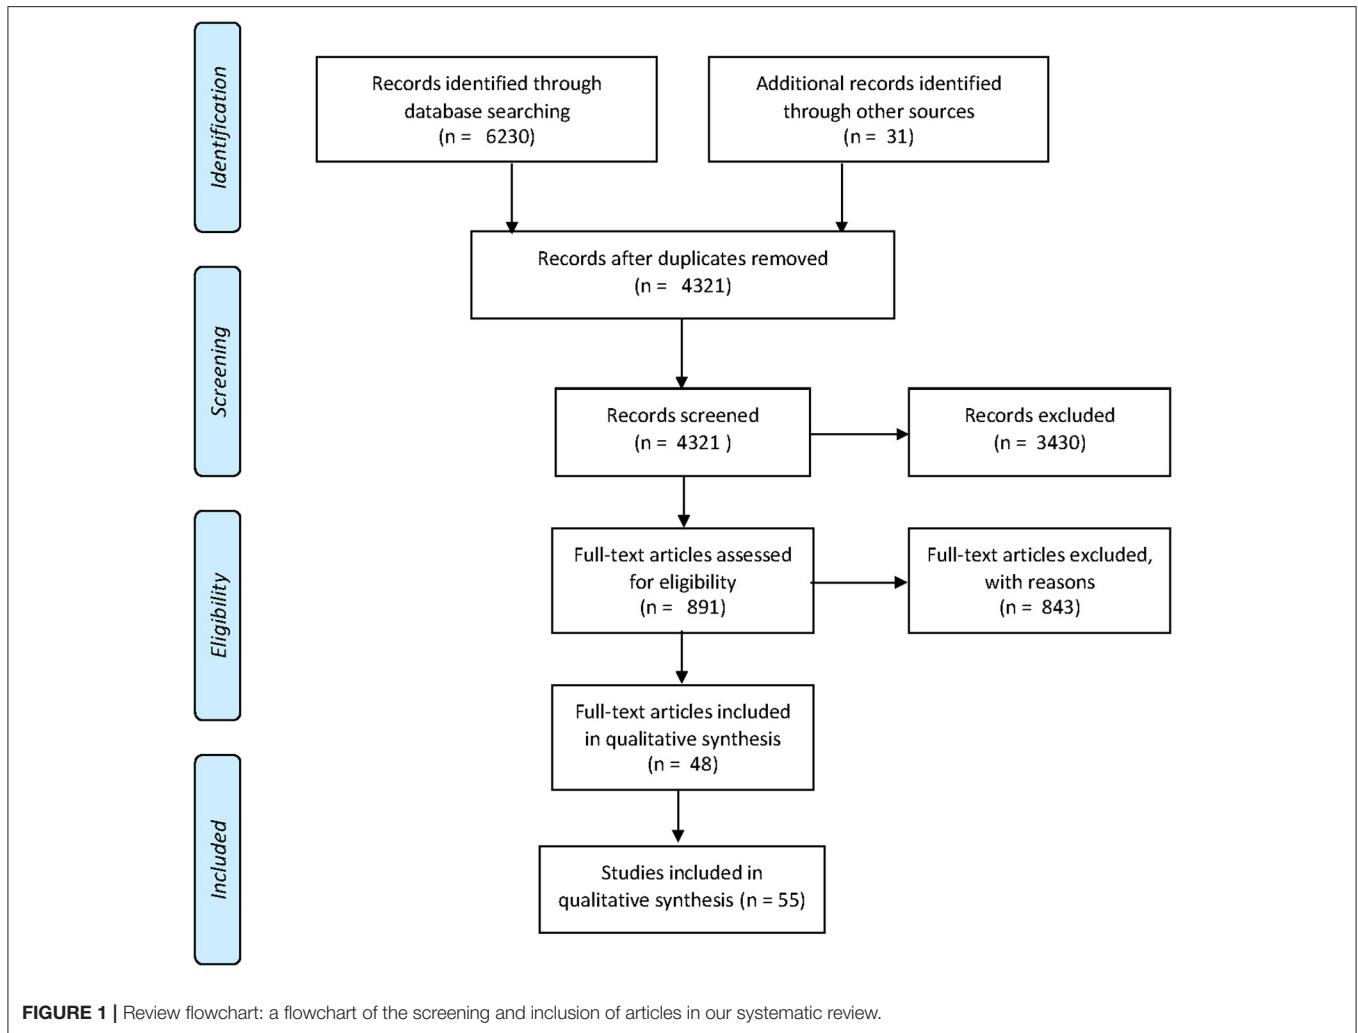 Identification
Records identified through
database searching
(n = 6230)
Additional records identified
through other sources
(n = 31)
Records after duplicates removed
(n = 4321)
Screening
Records screened
(n = 4321 )
Records excluded
(n = 3430)
Eligibility
Full-text articles assessed
for eligibility
(n = 891)
Full-text articles excluded,
with reasons
(n = 843)
Full-text articles included
in qualitative synthesis
(n = 48)
Included
Studies included in
qualitative synthesis (n = 55)
FIGURE 1 | Review flowchart: a flowchart of the screening and inclusion of articles in our systematic review.